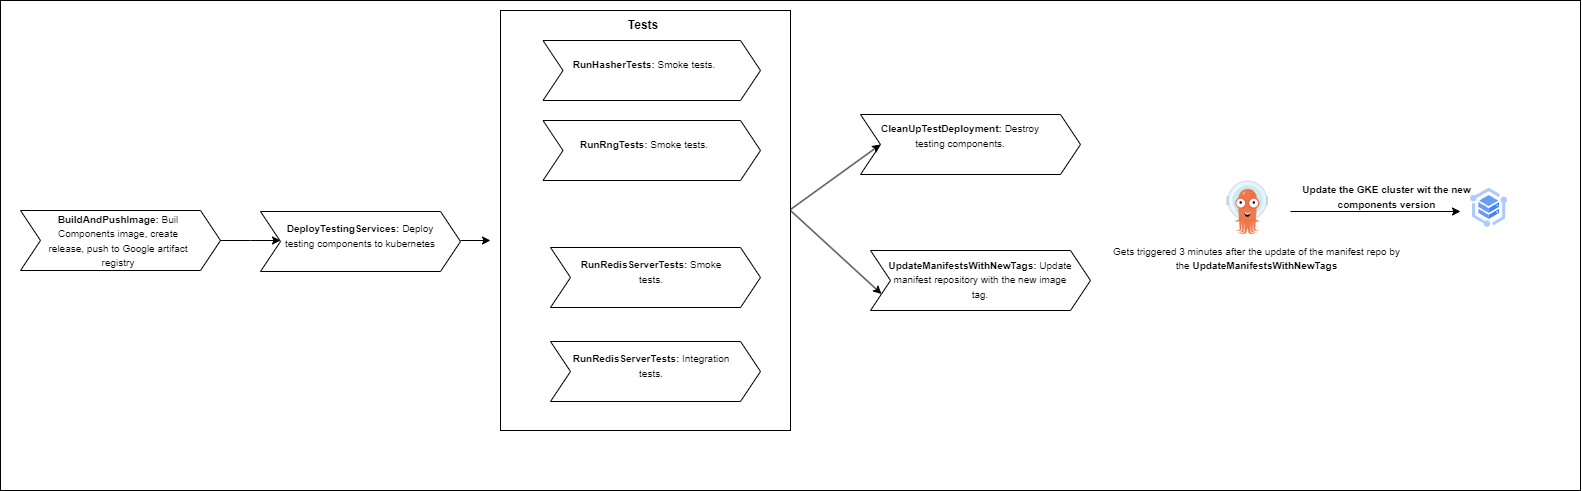 Tests
RunHasherTests: Smoke tests.
RunRngTests: Smoke tests.
RunRedisServerTests: Smoke
tests.
RunRedisServerTests: Integration
tests.
BuildAndPushImage: Buil
Components image, create
release, push to Google artifact
registry
DeployTestingServices: Deploy
testing components to kubernetes
CleanUpTestDeployment: Destroy
testing components.
UpdateManifestsWithNewTags: Update
manifest repository with the new image
tag.
Update the GKE cluster wit the new
components version
Gets triggered 3 minutes after the update of the manifest repo by
the UpdateManifestsWithNewTags